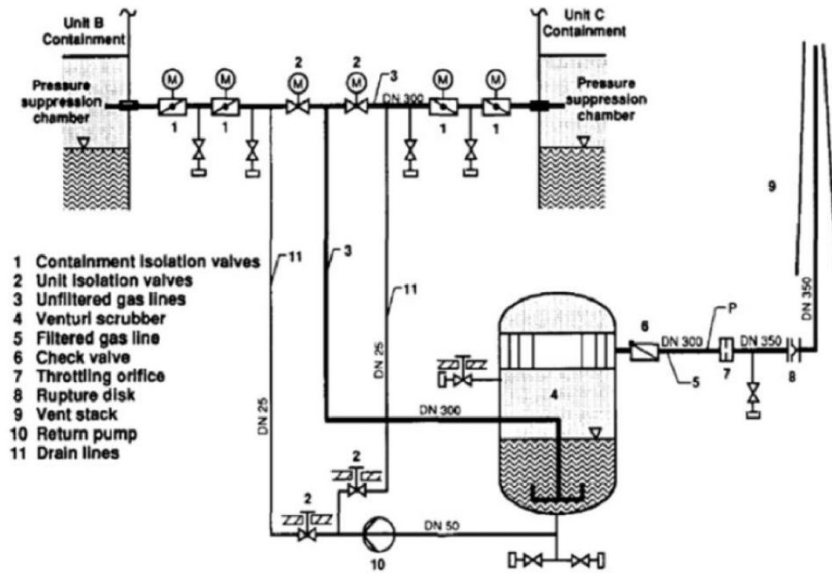 Unit B
Containment
Unit C
Containment
Pressure
suppression
chamber
Pressure
suppression
chamber
M
M
2
M
2
M
3
DN 300
M
M
1
1
1
1
9
1 Containment isolation valves
2 Unit isolation valves
3 Unfiltered gas lines
4 Venturi scrubber
5 Filtered gas line
6 Check valve
7 Throttling orifice
8 Rupture disk
9 Vent stack
10 Return pump
11 Drain lines
11
3
11
DN 25
DN 25
DN 300
4
6
DN 300
P
DN 350
DN 350
5
7
8
2
2
DN 50
10